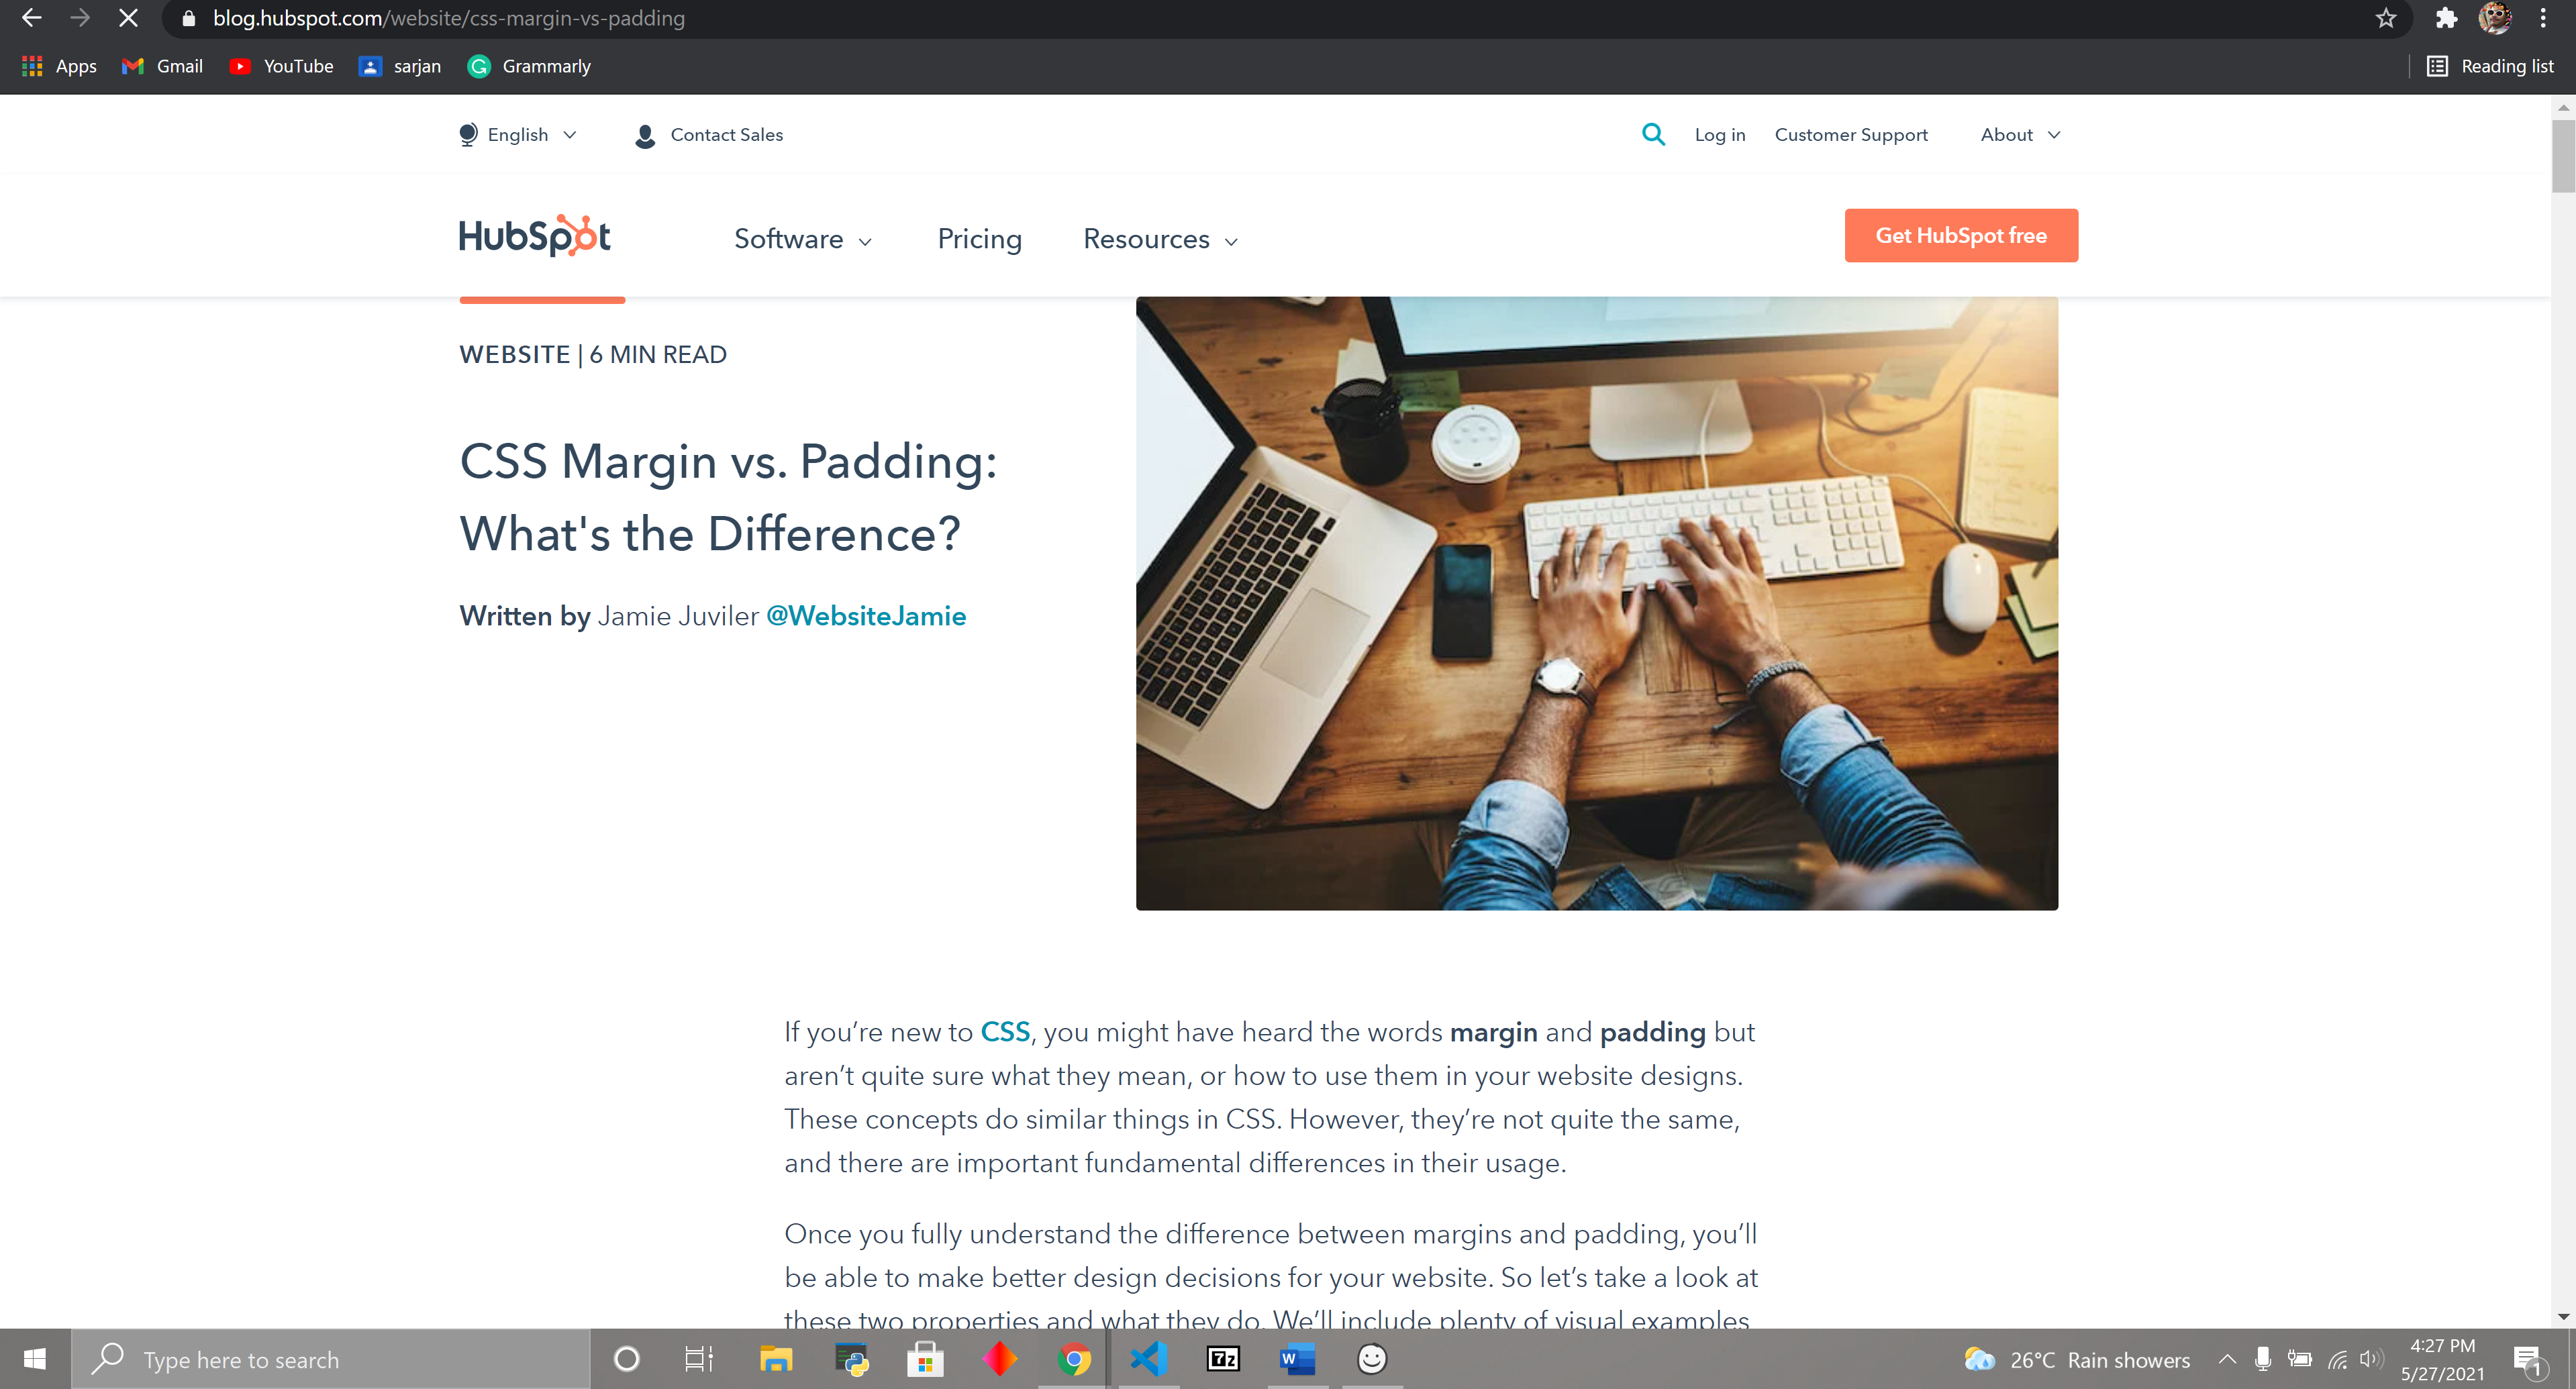 blog.hubspot.com/website/css-margin-vs-padding
Apps Gmail YouTube sarjan Grammarly Reading list
English Contact Sales Log in Customer Support About
HubSpot Software Pricing Resources Get HubSpot free
WEBSITE | 6 MIN READ
CSS Margin vs. Padding:
What's the Difference?
Written by Jamie Juviler @WebsiteJamie
If you’re new to CSS, you might have heard the words margin and padding but
aren’t quite sure what they mean, or how to use them in your website designs.
These concepts do similar things in CSS. However, they’re not quite the same,
and there are important fundamental differences in their usage.
Once you fully understand the difference between margins and padding, you’ll
be able to make better design decisions for your website. So let’s take a look at
these two properties and what they do. We’ll include plenty of visual examples
Type here to search
7z
W
26°C Rain showers
4:27 PM
5/27/2021
1